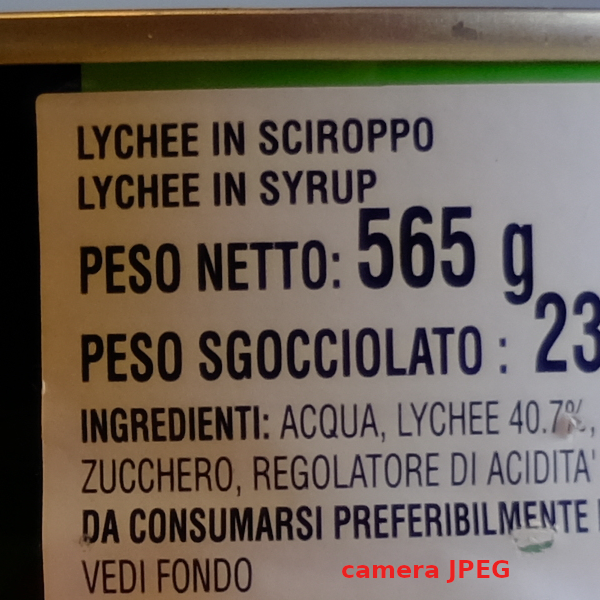 LYCHEE IN SCIROPPO
LYCHEE IN SYRUP
PESO NETTO: 565 g
PESO SGOCCIOLATO : 23
INGREDIENTI: ACQUA, LYCHEE 40.7%,
ZUCCHERO, REGOLATORE DI ACIDITA'
DA CONSUMARSI PREFERIBILMENTE
VEDI FONDO
camera JPEG